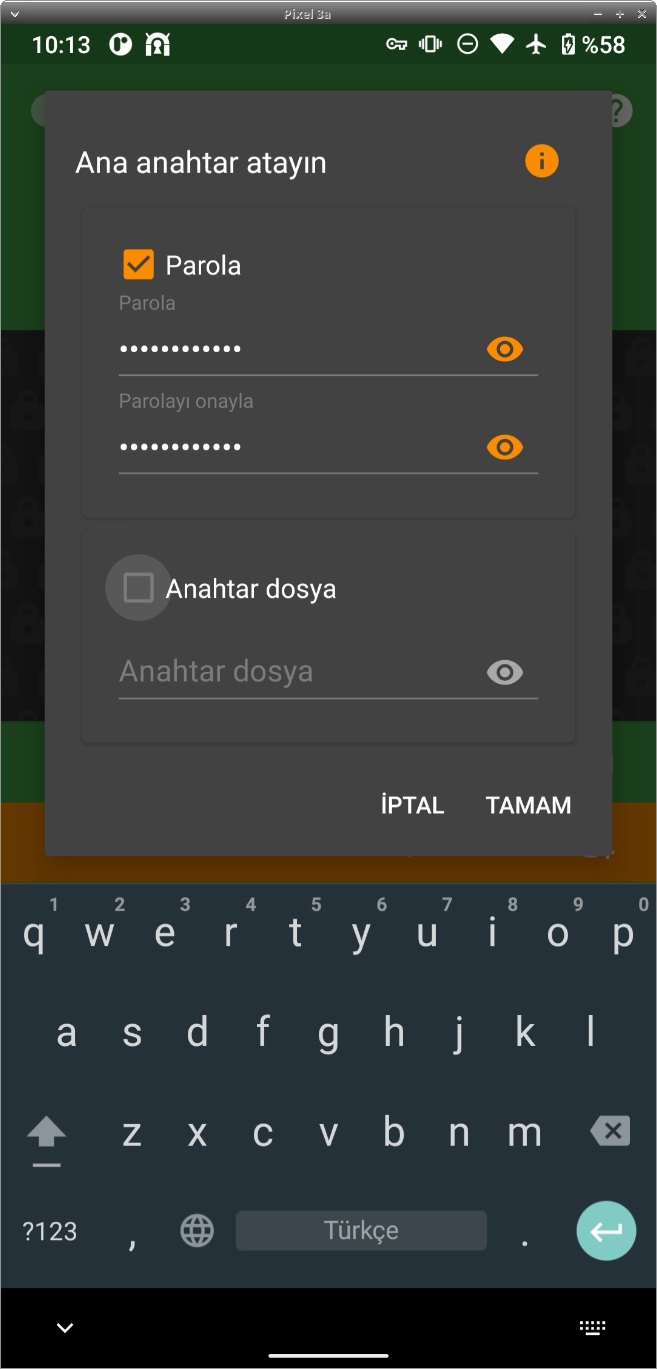 Pixel 3a
10:13 %58
?
Ana anahtar atayın
Parola
Parola
••••••••••••
Parolayı onayla
••••••••••••
Anahtar dosya
Anahtar dosya
İPTAL TAMAM
1 2 3 4 5 6 7 8 9 0
q w e r t y u i o p
a s d f g h j k l
z x c v b n m
?123 , Türkçe .